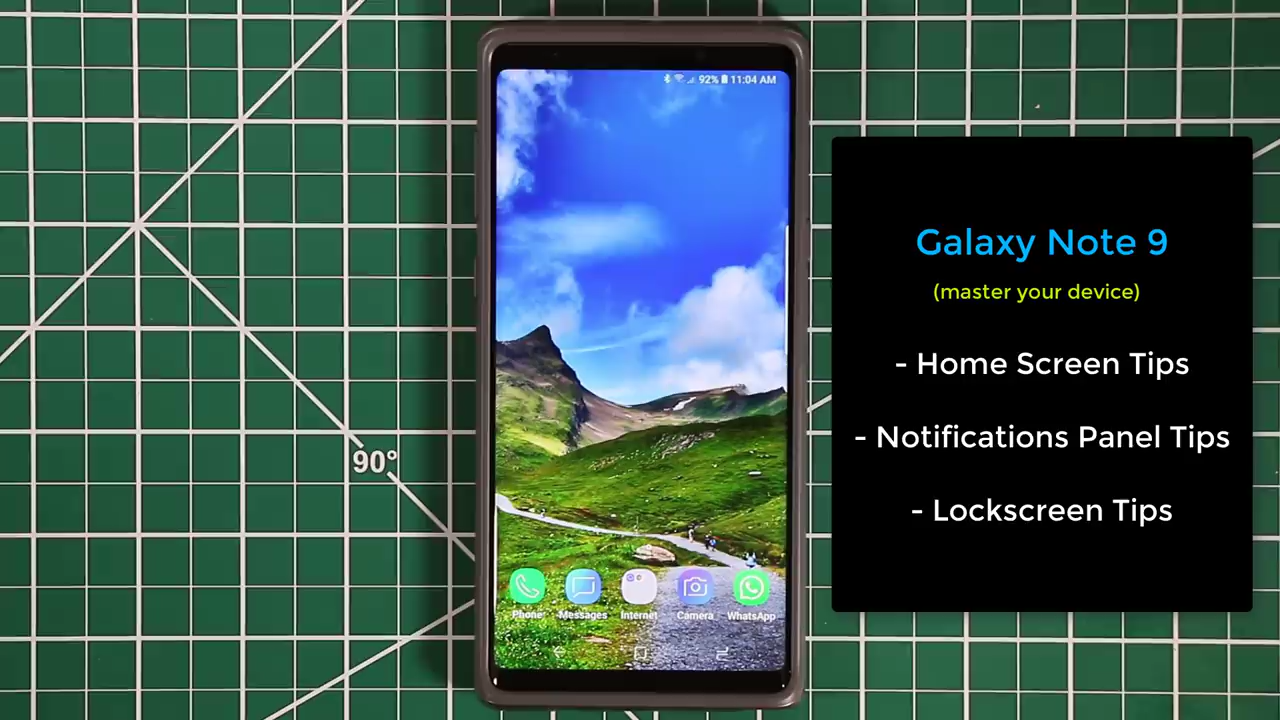 92% 11:04 AM
Galaxy Note 9
(master your device)
- Home Screen Tips
- Notifications Panel Tips
- Lockscreen Tips
90°
Phone Messages Internet Camera WhatsApp